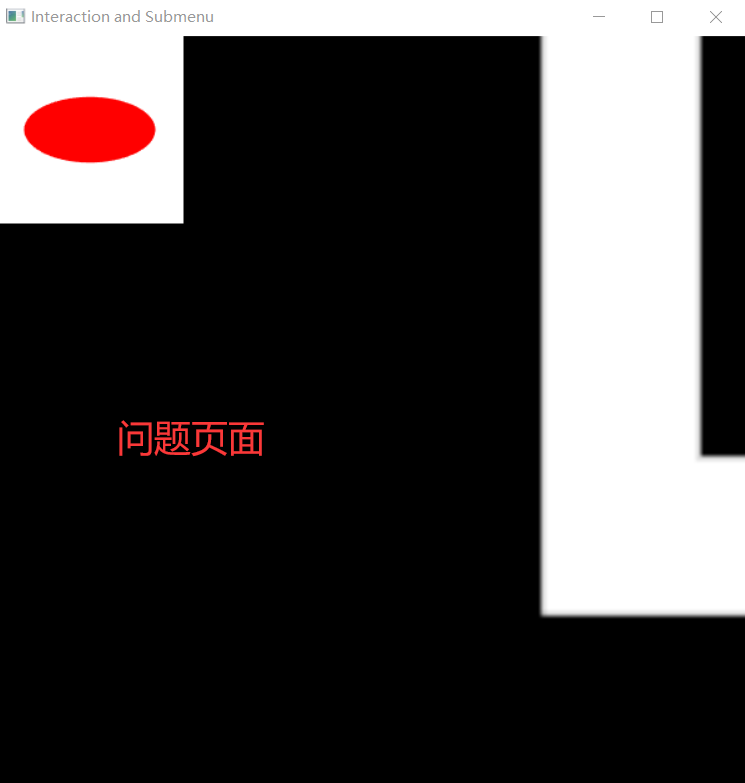 Interaction and Submenu
问题页面